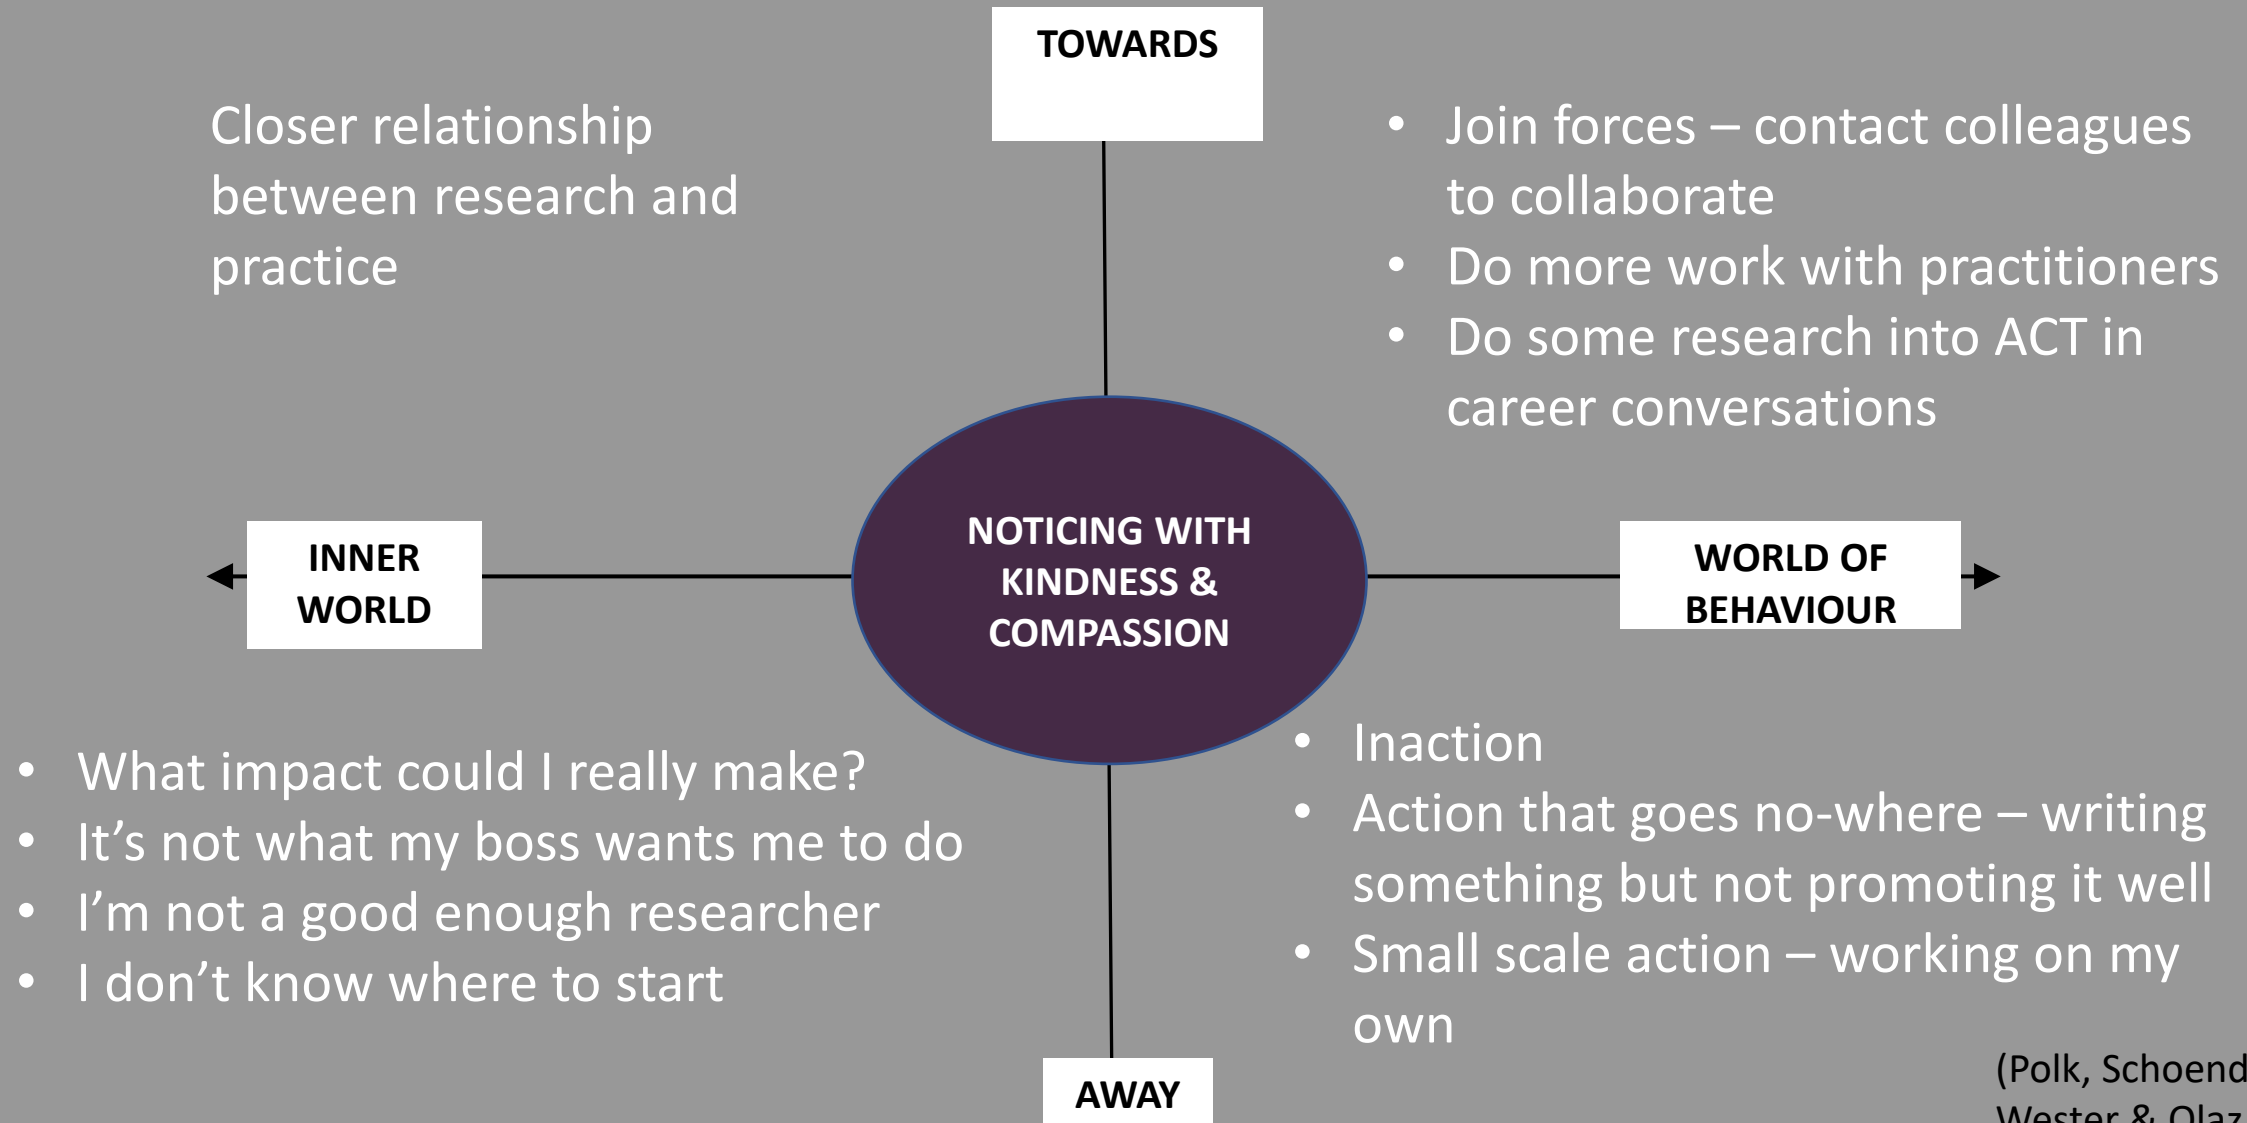 TOWARDS
Closer relationship
between research and
practice
• Join forces – contact colleagues
to collaborate
• Do more work with practitioners
• Do some research into ACT in
career conversations
INNER
WORLD
NOTICING WITH
KINDNESS &
COMPASSION
WORLD OF
BEHAVIOUR
• What impact could I really make?
• It’s not what my boss wants me to do
• I’m not a good enough researcher
• I don’t know where to start
• Inaction
• Action that goes no-where – writing
something but not promoting it well
• Small scale action – working on my
own
AWAY
(Polk, Schoend
Wester & Olaz